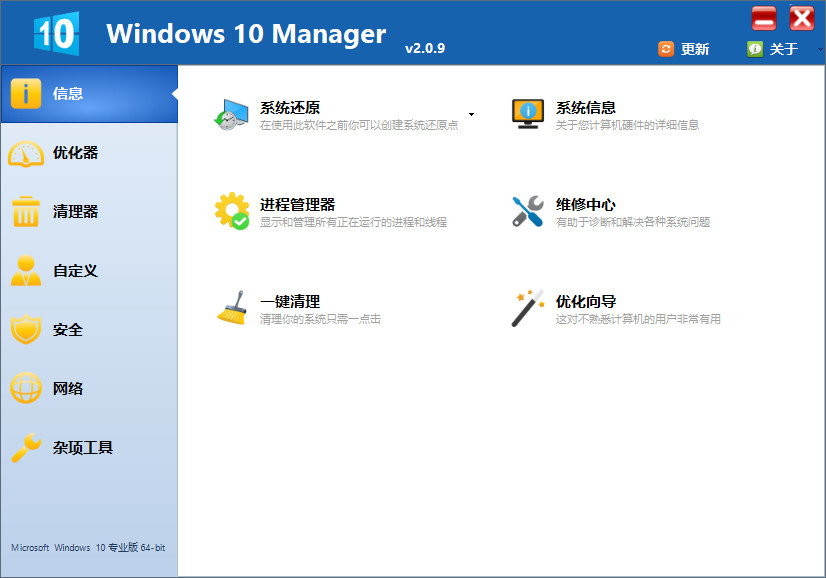 10 Windows 10 Manager v2.0.9
更新 关于
信息
优化器
清理器
自定义
安全
网络
杂项工具
Microsoft Windows 10 专业版 64-bit
系统还原
在使用此软件之前你可以创建系统还原点
系统信息
关于您计算机硬件的详细信息
进程管理器
显示和管理所有正在运行的进程和线程
维修中心
有助于诊断和解决各种系统问题
一键清理
清理你的系统只需一点击
优化向导
这对不熟悉计算机的用户非常有用